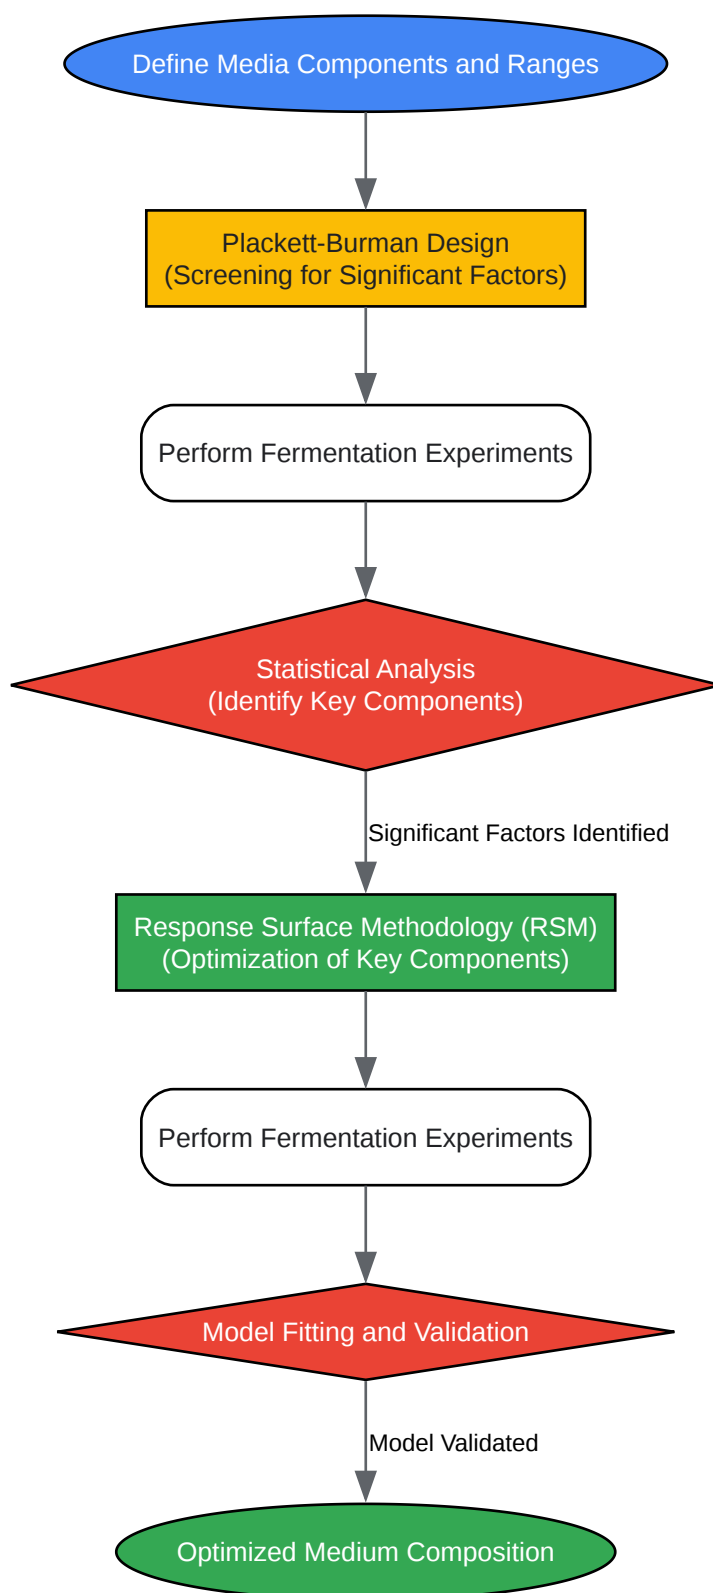 Define Media Components and Ranges
Plackett-Burman Design
(Screening for Significant Factors)
Perform Fermentation Experiments
Statistical Analysis
(Identify Key Components)
Significant Factors Identified
Response Surface Methodology (RSM)
(Optimization of Key Components)
Perform Fermentation Experiments
Model Fitting and Validation
Model Validated
Optimized Medium Composition